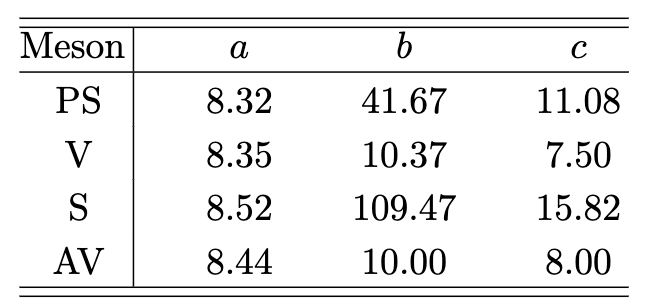 Meson a b c
PS 8.32 41.67 11.08
V 8.35 10.37 7.50
S 8.52 109.47 15.82
AV 8.44 10.00 8.00